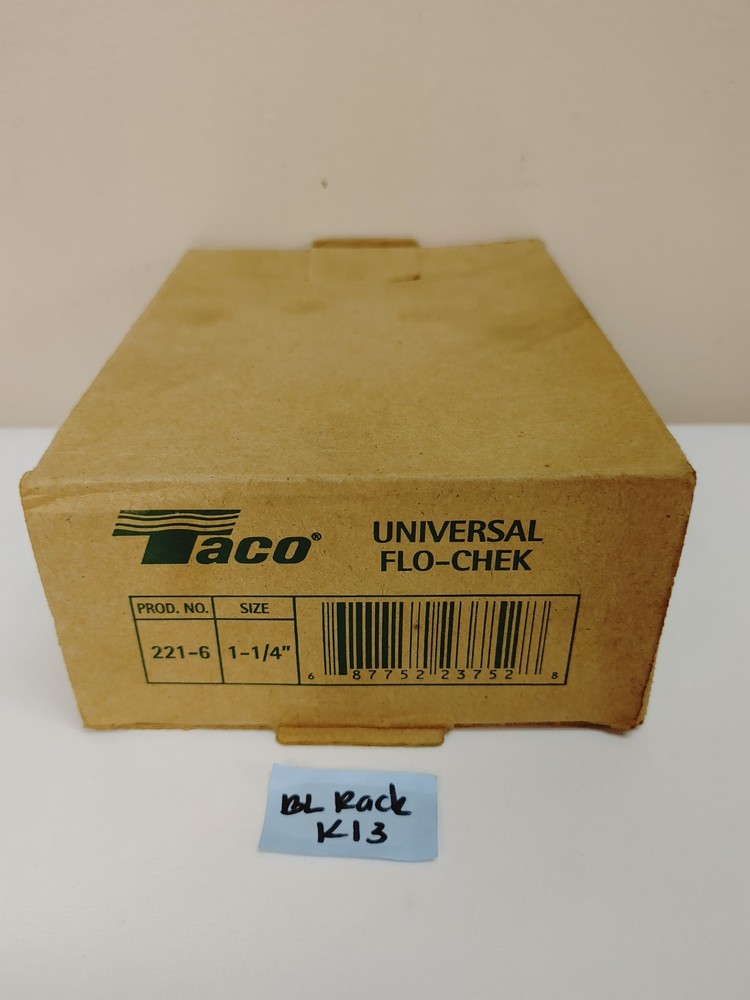 Taco®
UNIVERSAL
FLO-CHEK
PROD. NO. SIZE
221-6 1-1/4"
6 87752 23752 8
BL Rack
K13